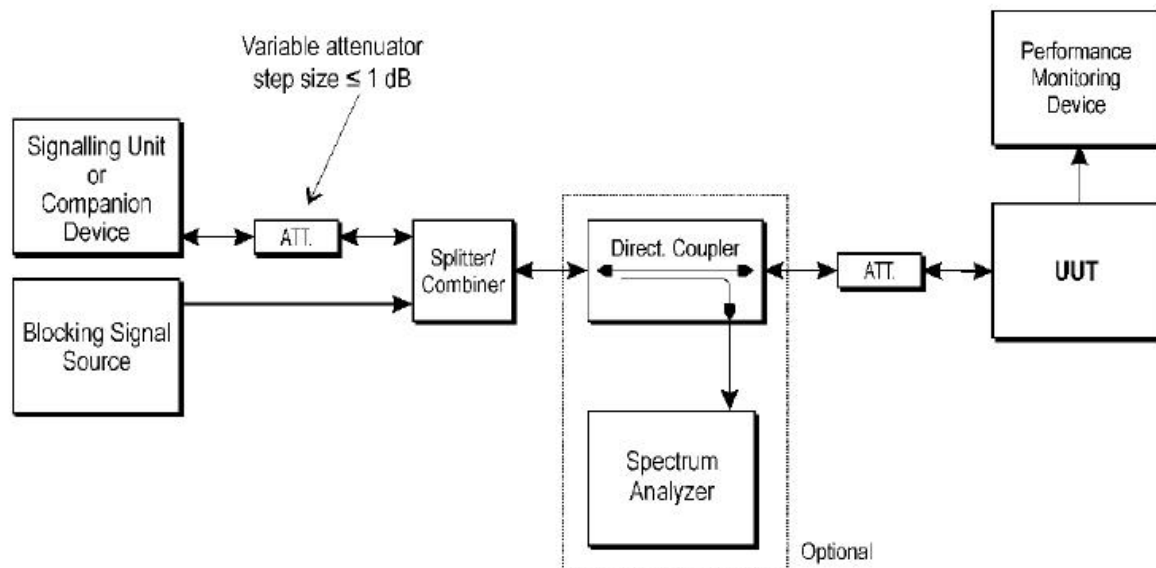 Variable attenuator
step size ≤ 1 dB
Performance
Monitoring
Device
Signalling Unit
or
Companion
Device
ATT.
Splitter/
Combiner
Direct. Coupler
ATT.
UUT
Blocking Signal
Source
Spectrum
Analyzer
Optional